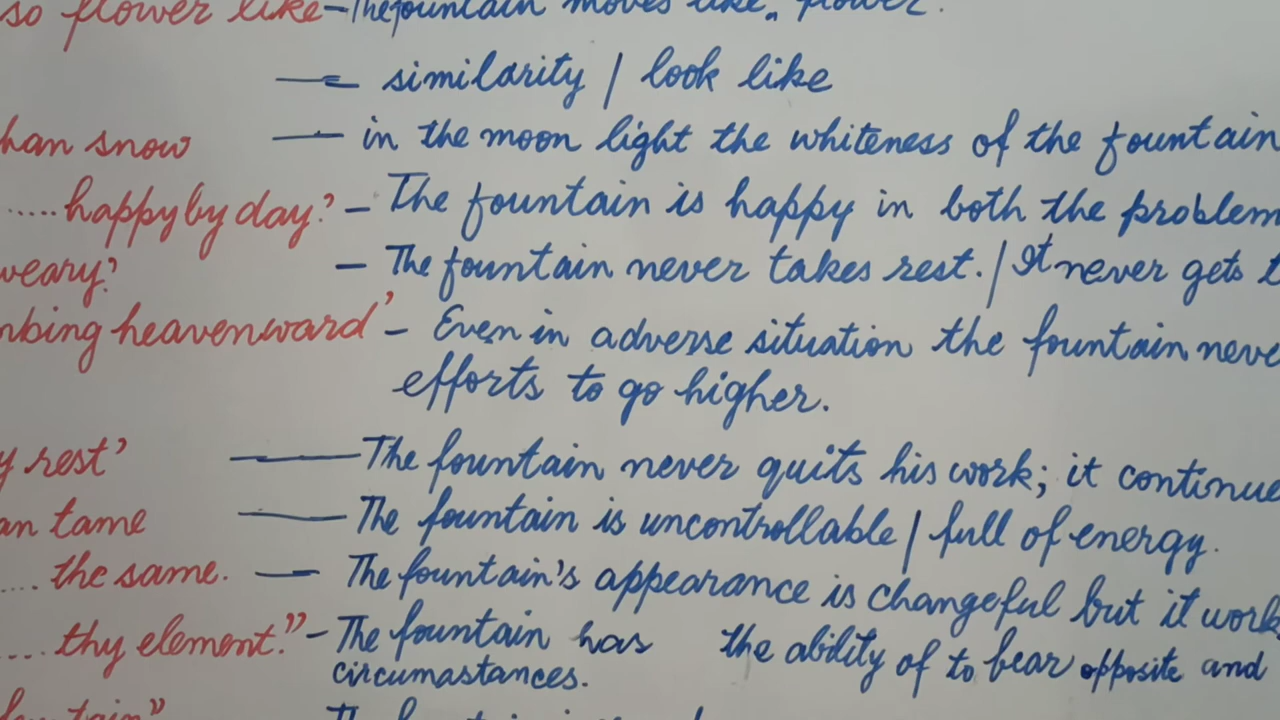 so flower like – The fountain moves like a flower.
— similarity / look like
han snow — in the moon light the whiteness of the fountain
..... happy by day?' – The fountain is happy in both the problem
weary?' – The fountain never takes rest. / It never gets t
nbing heavenward' – Even in adverse situation the fountain neve
efforts to go higher.
y rest' — The fountain never quits his work; it continue
an tame — The fountain is uncontrollable / full of energy.
.... the same. — The fountain's appearance is changeful but it work
.... thy element." – The fountain has the ability of to bear opposite and
circumastances.